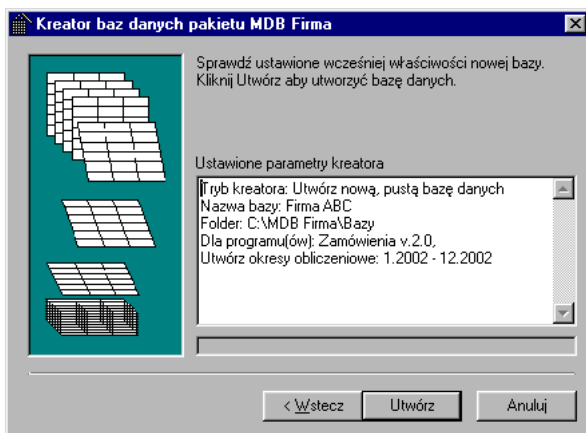 Kreator baz danych pakietu MDB Firma
Sprawdź ustawione wcześniej właściwości nowej bazy.
Kliknij Utwórz aby utworzyć bazę danych.
Ustawione parametry kreatora
Tryb kreatora: Utwórz nową, pustą bazę danych
Nazwa bazy: Firma ABC
Folder: C:\MDB Firma\Bazy
Dla programu(ów): Zamówienia v.2.0,
Utwórz okresy obliczeniowe: 1.2002 - 12.2002
< Wstecz
Utwórz
Anuluj